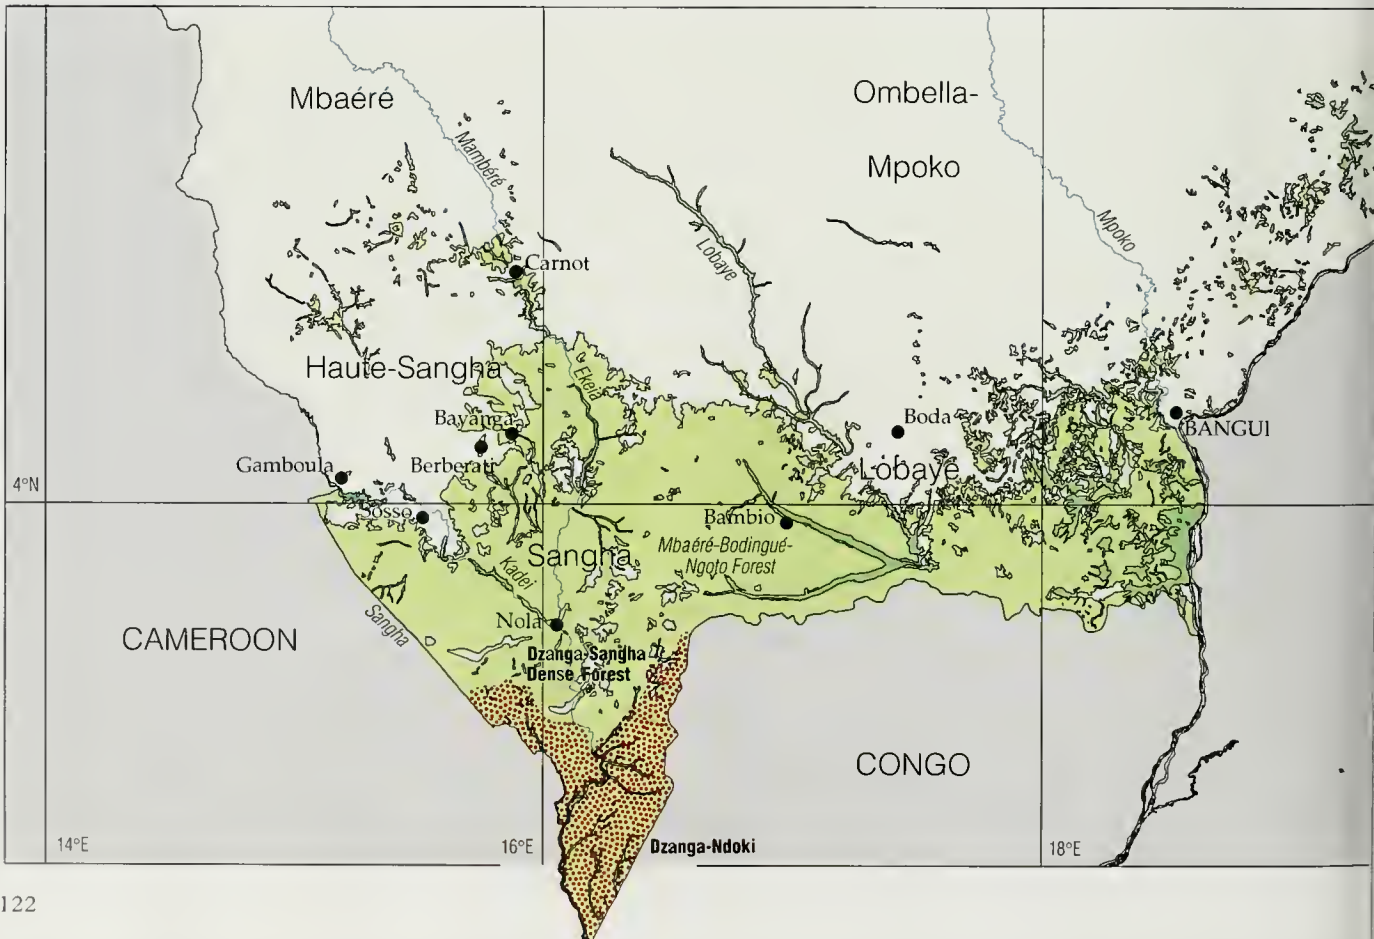 Mbaéré
Ombella-
Mpoko
Mambéré
Mpoko
Lobaye
Carnot
Haute-Sangha
Ekela
Bayanga
Boda
BANGUI
Berberati
Gamboula
Lobaye
4°N
Sosso
Bambio
Sangha
Mbaéré-Bodingué-
Ngoto Forest
Kadei
Sangha
Nola
CAMEROON
Dzanga-Sangha
Dense Forest
CONGO
14°E
16°E
Dzanga-Ndoki
18°E
122